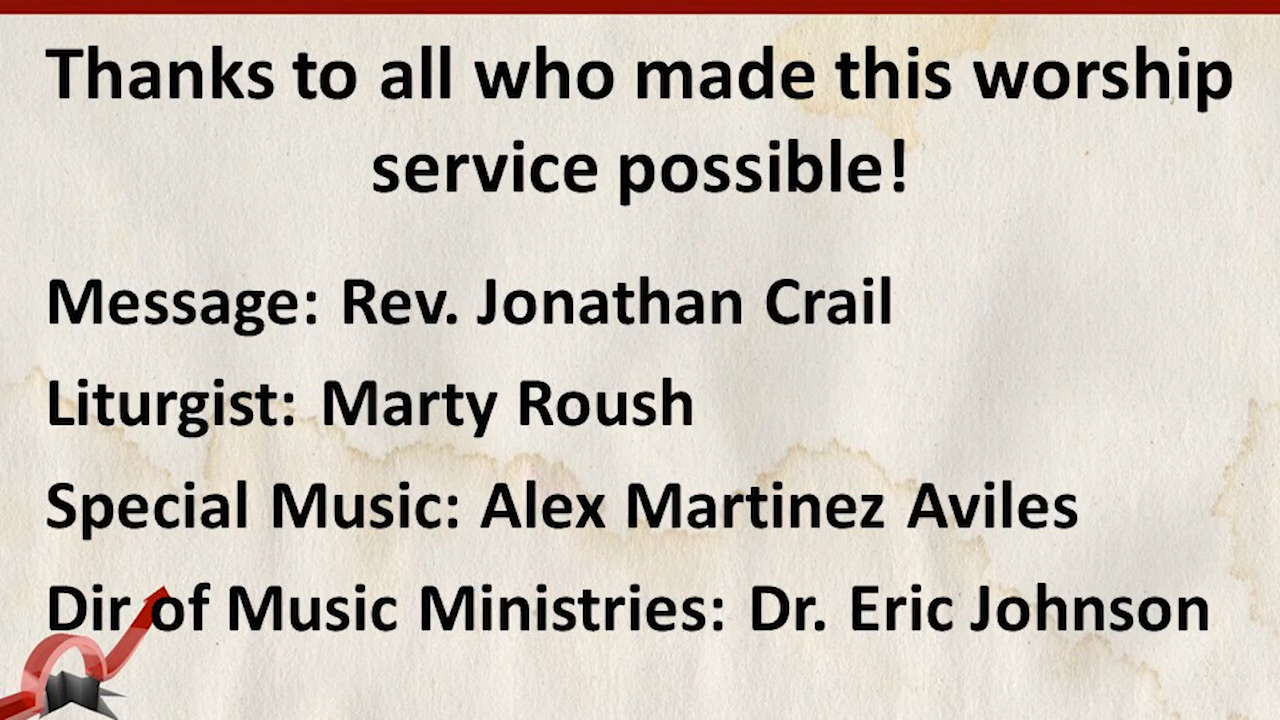 Thanks to all who made this worship
service possible!
Message: Rev. Jonathan Crail
Liturgist: Marty Roush
Special Music: Alex Martinez Aviles
Dir of Music Ministries: Dr. Eric Johnson